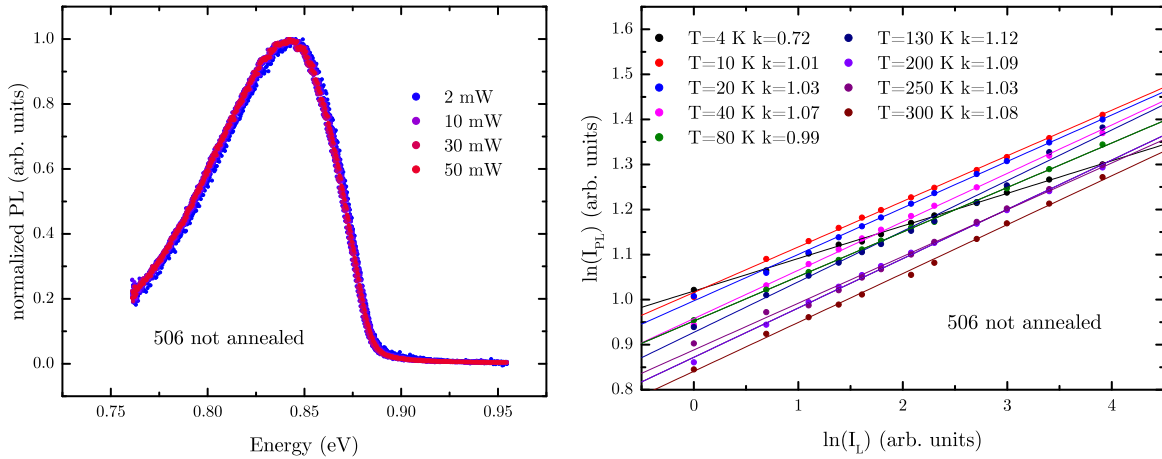 normalized PL (arb. units)
1.0
0.8
0.6
0.4
0.2
0.0
2 mW
10 mW
30 mW
50 mW
506 not annealed
0.75
0.80
0.85
0.90
0.95
Energy (eV)
ln(I_PL) (arb. units)
1.6
1.5
1.4
1.3
1.2
1.1
1.0
0.9
0.8
T=4 K k=0.72
T=10 K k=1.01
T=20 K k=1.03
T=40 K k=1.07
T=80 K k=0.99
T=130 K k=1.12
T=200 K k=1.09
T=250 K k=1.03
T=300 K k=1.08
506 not annealed
0
1
2
3
4
ln(I_L) (arb. units)